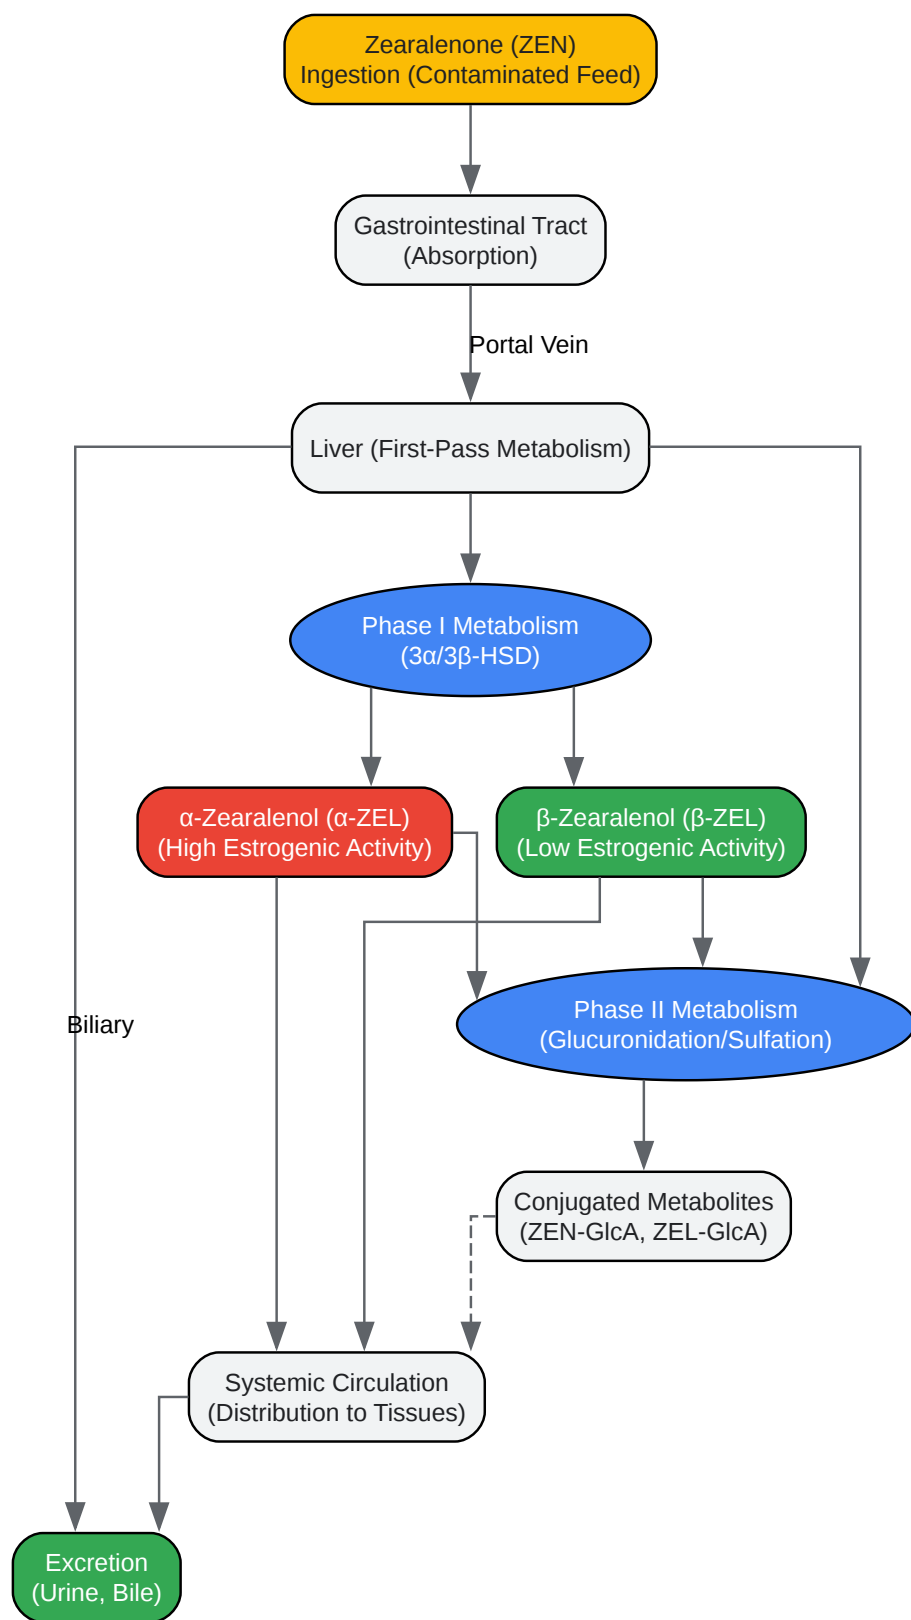 Zearalenone (ZEN)
Ingestion (Contaminated Feed)
Gastrointestinal Tract
(Absorption)
Portal Vein
Liver (First-Pass Metabolism)
Phase I Metabolism
(3α/3β-HSD)
α-Zearalenol (α-ZEL)
(High Estrogenic Activity)
β-Zearalenol (β-ZEL)
(Low Estrogenic Activity)
Phase II Metabolism
(Glucuronidation/Sulfation)
Biliary
Conjugated Metabolites
(ZEN-GlcA, ZEL-GlcA)
Systemic Circulation
(Distribution to Tissues)
Excretion
(Urine, Bile)